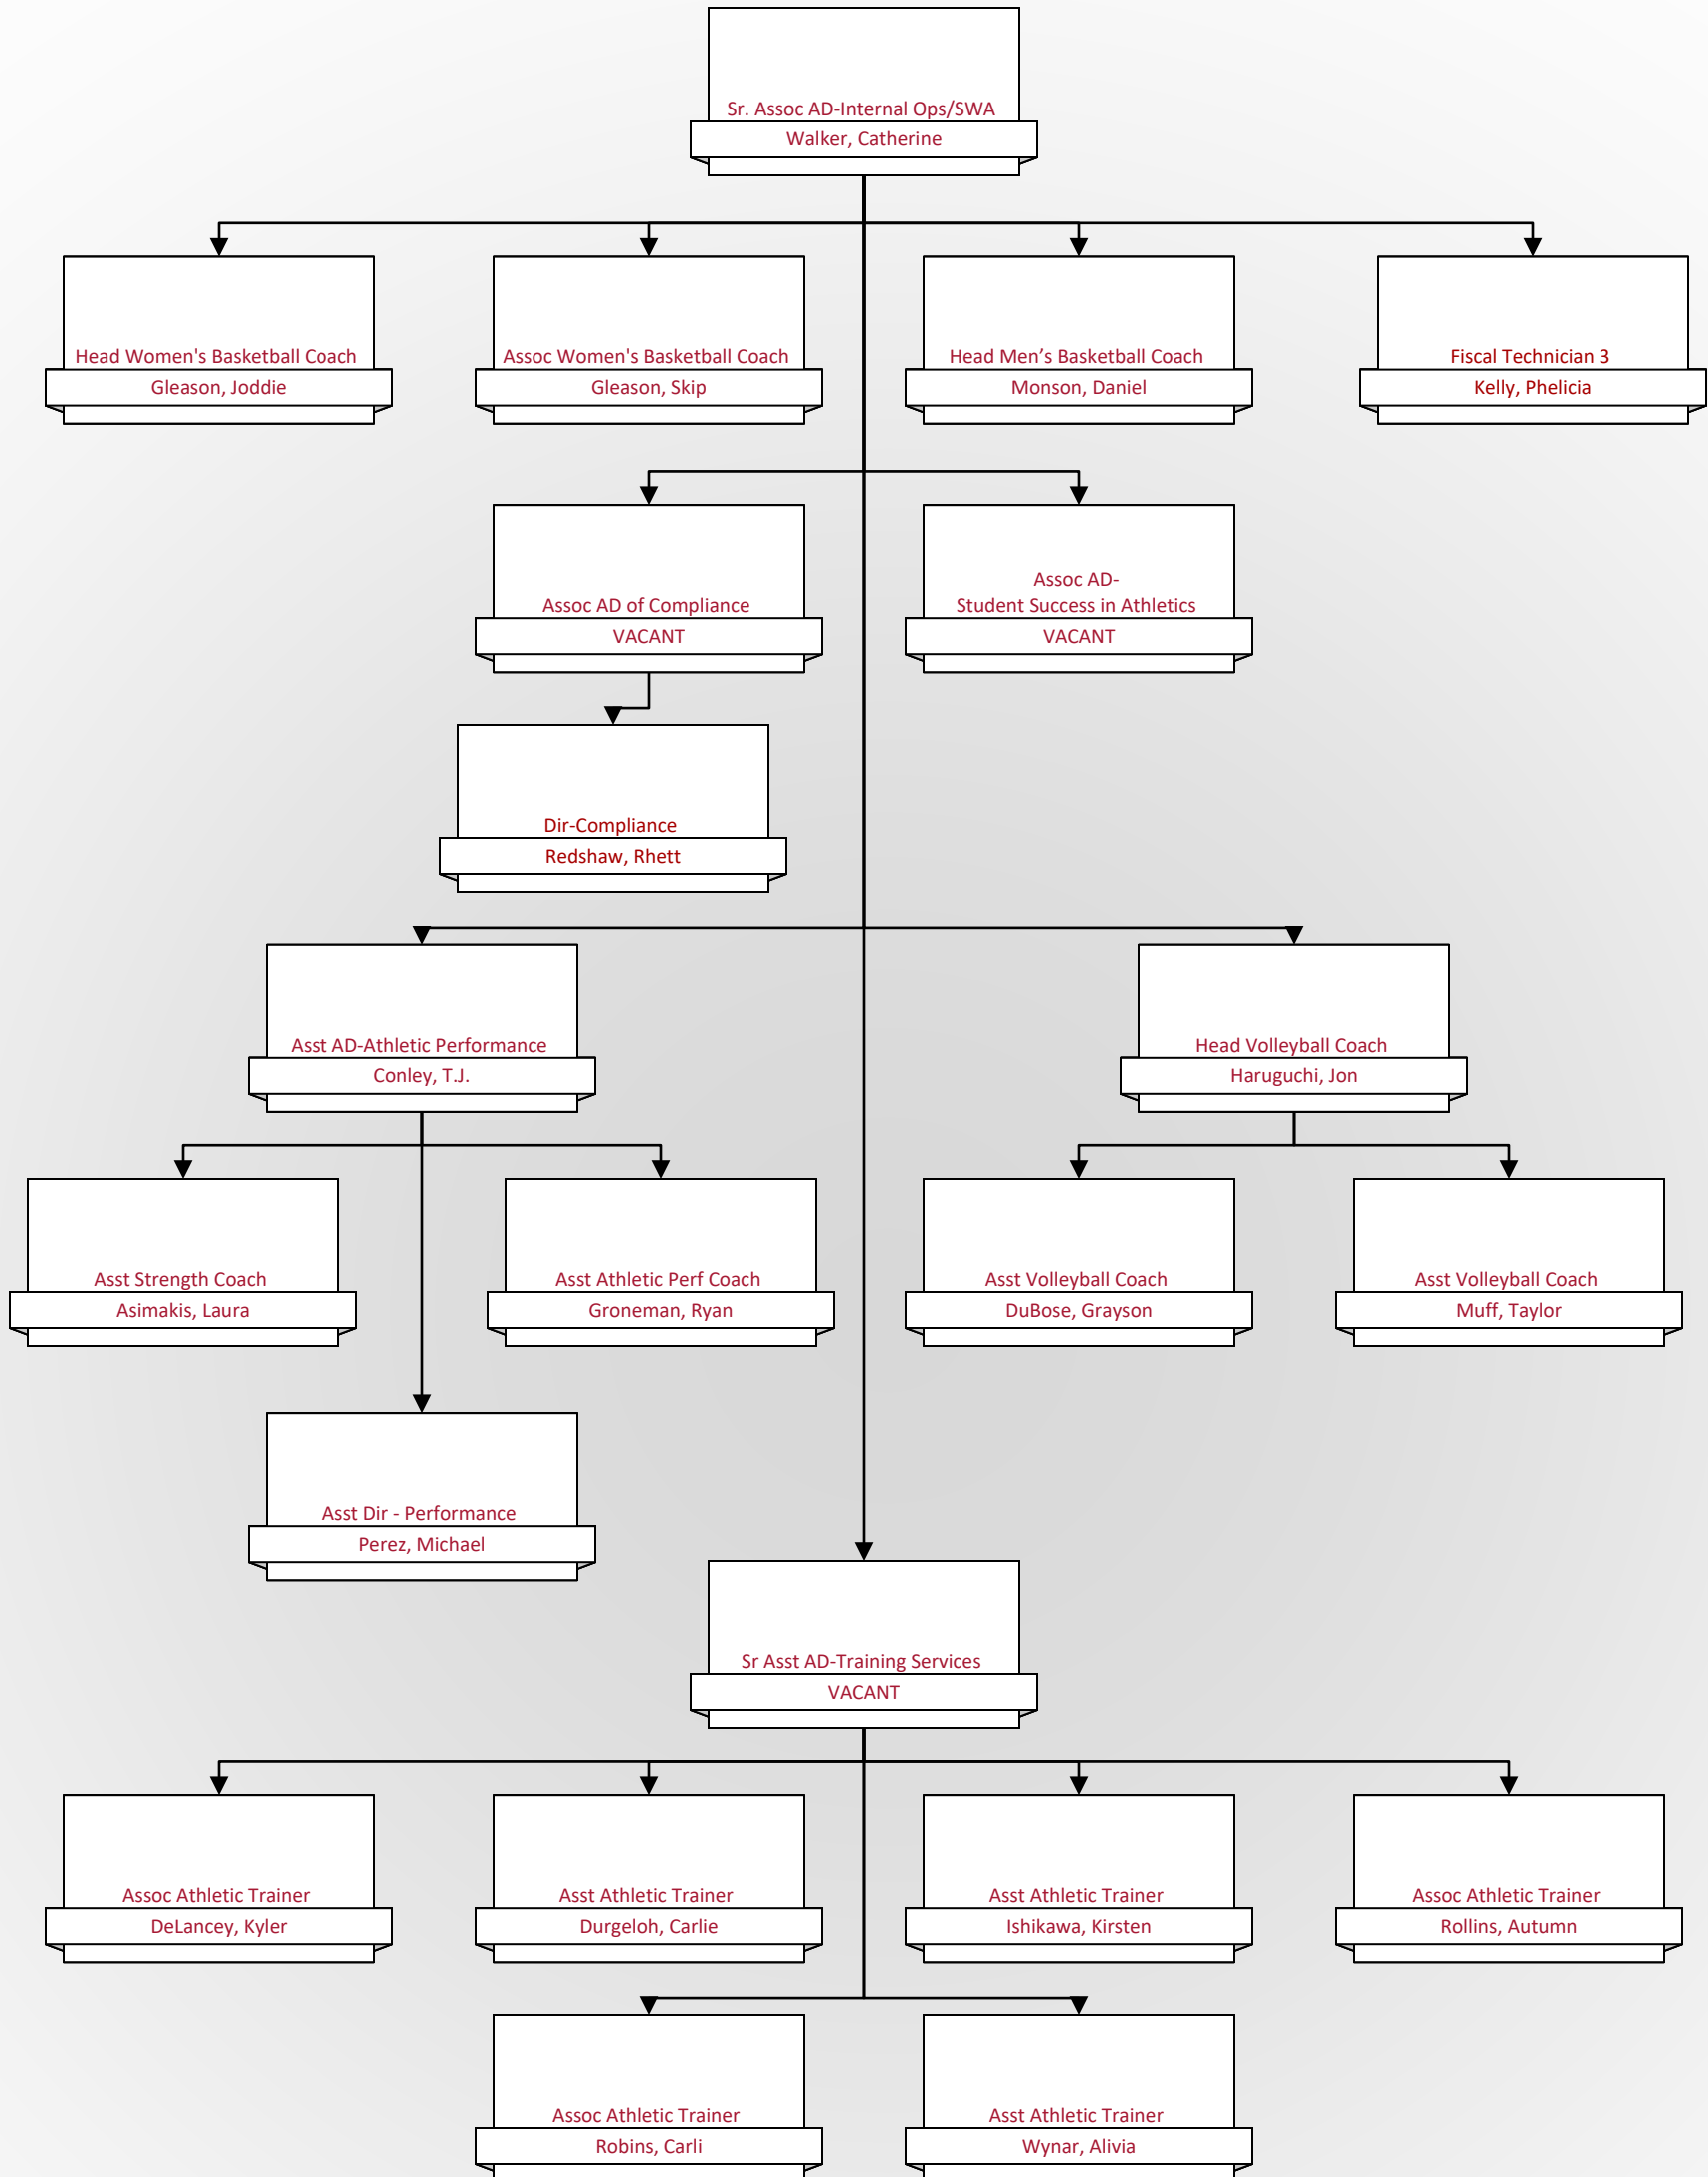 Sr. Assoc AD-Internal Ops/SWA
Walker, Catherine
Head Women's Basketball Coach
Gleason, Joddie
Assoc Women's Basketball Coach
Gleason, Skip
Head Men’s Basketball Coach
Monson, Daniel
Fiscal Technician 3
Kelly, Phelicia
Assoc AD of Compliance
VACANT
Assoc AD-
Student Success in Athletics
VACANT
Dir-Compliance
Redshaw, Rhett
Asst AD-Athletic Performance
Conley, T.J.
Head Volleyball Coach
Haruguchi, Jon
Asst Strength Coach
Asimakis, Laura
Asst Athletic Perf Coach
Groneman, Ryan
Asst Volleyball Coach
DuBose, Grayson
Asst Volleyball Coach
Muff, Taylor
Asst Dir - Performance
Perez, Michael
Sr Asst AD-Training Services
VACANT
Assoc Athletic Trainer
DeLancey, Kyler
Asst Athletic Trainer
Durgeloh, Carlie
Asst Athletic Trainer
Ishikawa, Kirsten
Assoc Athletic Trainer
Rollins, Autumn
Assoc Athletic Trainer
Robins, Carli
Asst Athletic Trainer
Wynar, Alivia